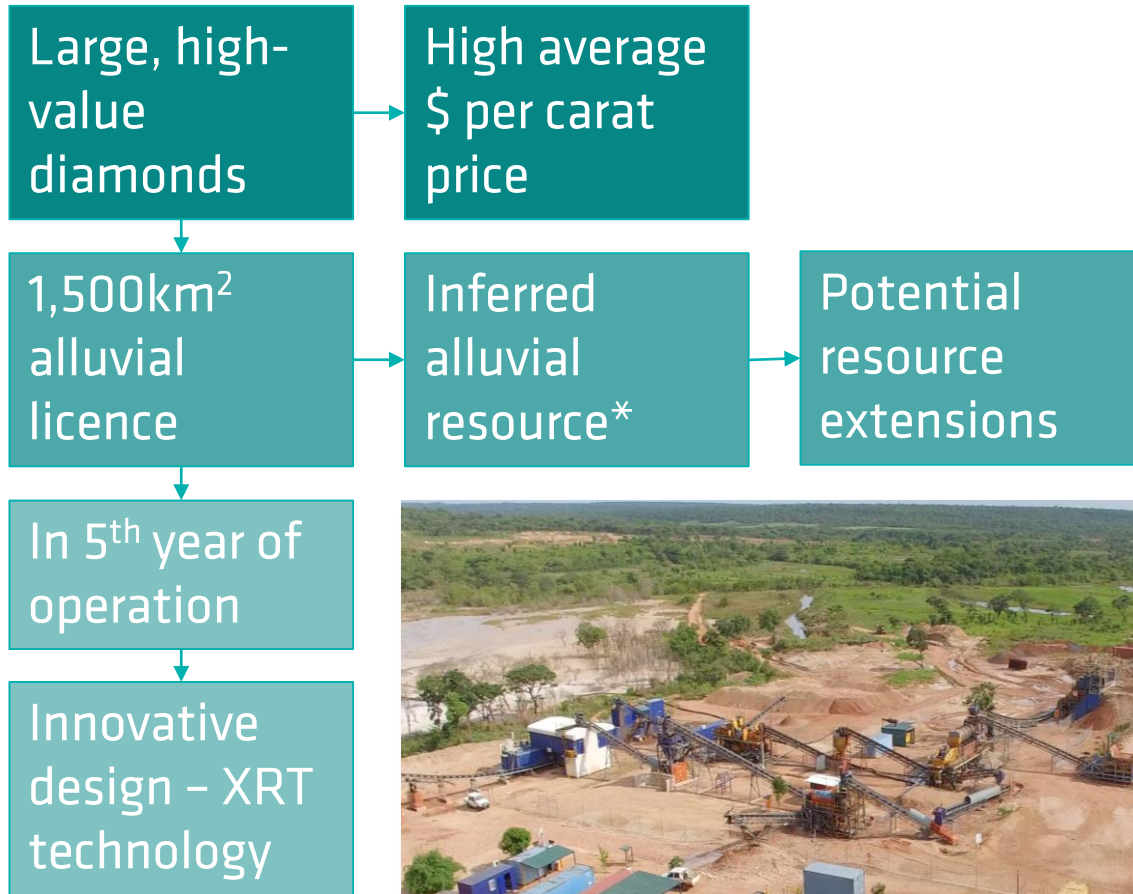 Large, high-
value
diamonds
High average
$ per carat
price
1,500km²
alluvial
licence
Inferred
alluvial
resource*
Potential
resource
extensions
In 5th year of
operation
Innovative
design – XRT
technology